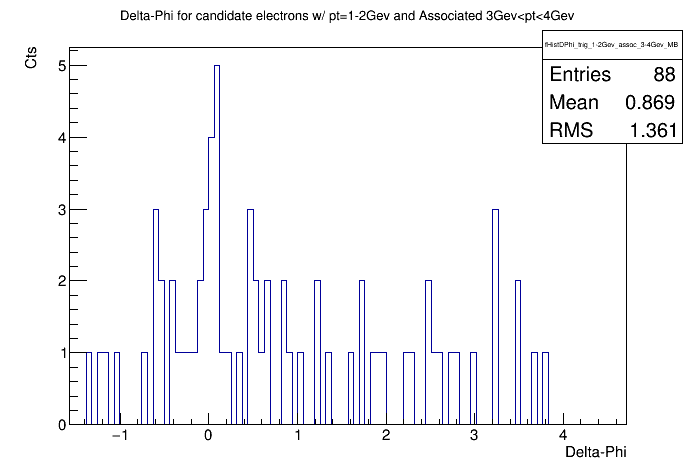 Delta-Phi for candidate electrons w/ pt=1-2Gev and Associated 3Gev<pt<4Gev
fHistDPhi_trig_1-2Gev_assoc_3-4Gev_MB
Entries 88
Mean 0.869
RMS 1.361
Cts
5
4
3
2
1
0
−1 0 1 2 3 4
Delta-Phi